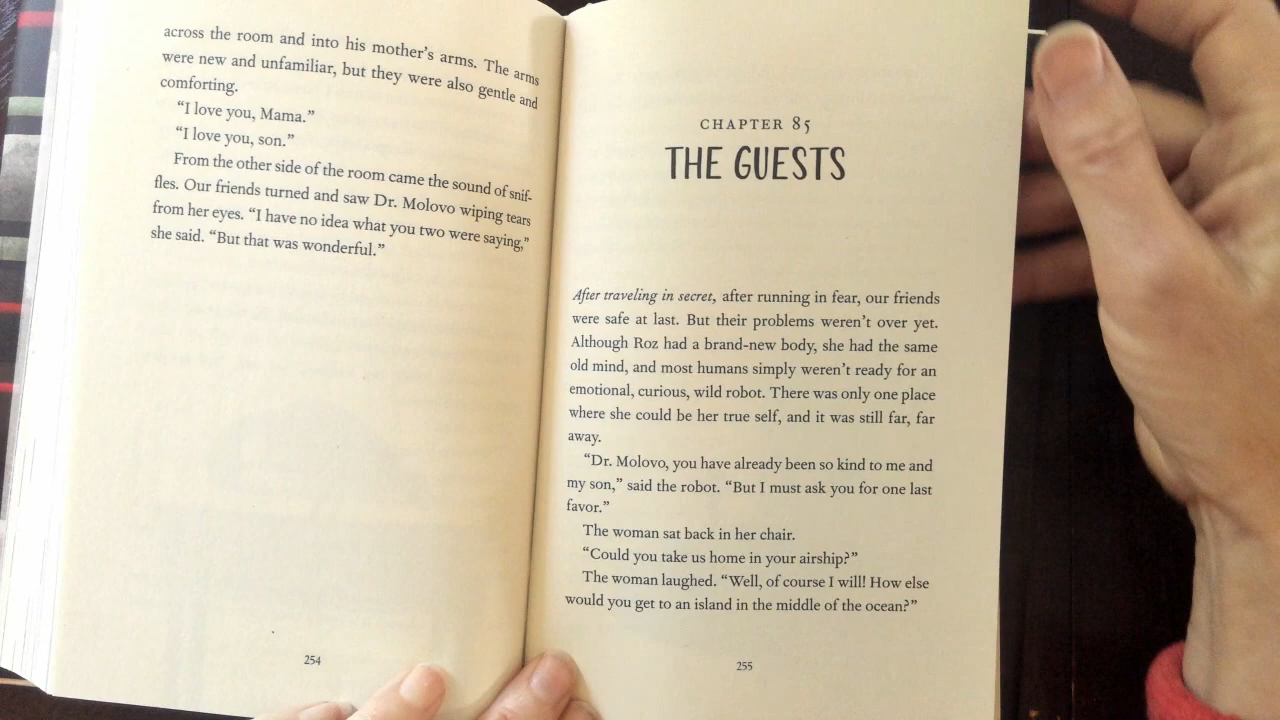 across the room and into his mother's arms. The arms
were new and unfamiliar, but they were also gentle and
comforting.
“I love you, Mama.”
“I love you, son.”
From the other side of the room came the sound of snif-
fles. Our friends turned and saw Dr. Molovo wiping tears
from her eyes. “I have no idea what you two were saying,”
she said. “But that was wonderful.”
254
CHAPTER 85
THE GUESTS
After traveling in secret, after running in fear, our friends
were safe at last. But their problems weren’t over yet.
Although Roz had a brand-new body, she had the same
old mind, and most humans simply weren’t ready for an
emotional, curious, wild robot. There was only one place
where she could be her true self, and it was still far, far
away.
“Dr. Molovo, you have already been so kind to me and
my son,” said the robot. “But I must ask you for one last
favor.”
The woman sat back in her chair.
“Could you take us home in your airship?”
The woman laughed. “Well, of course I will! How else
would you get to an island in the middle of the ocean?”
255